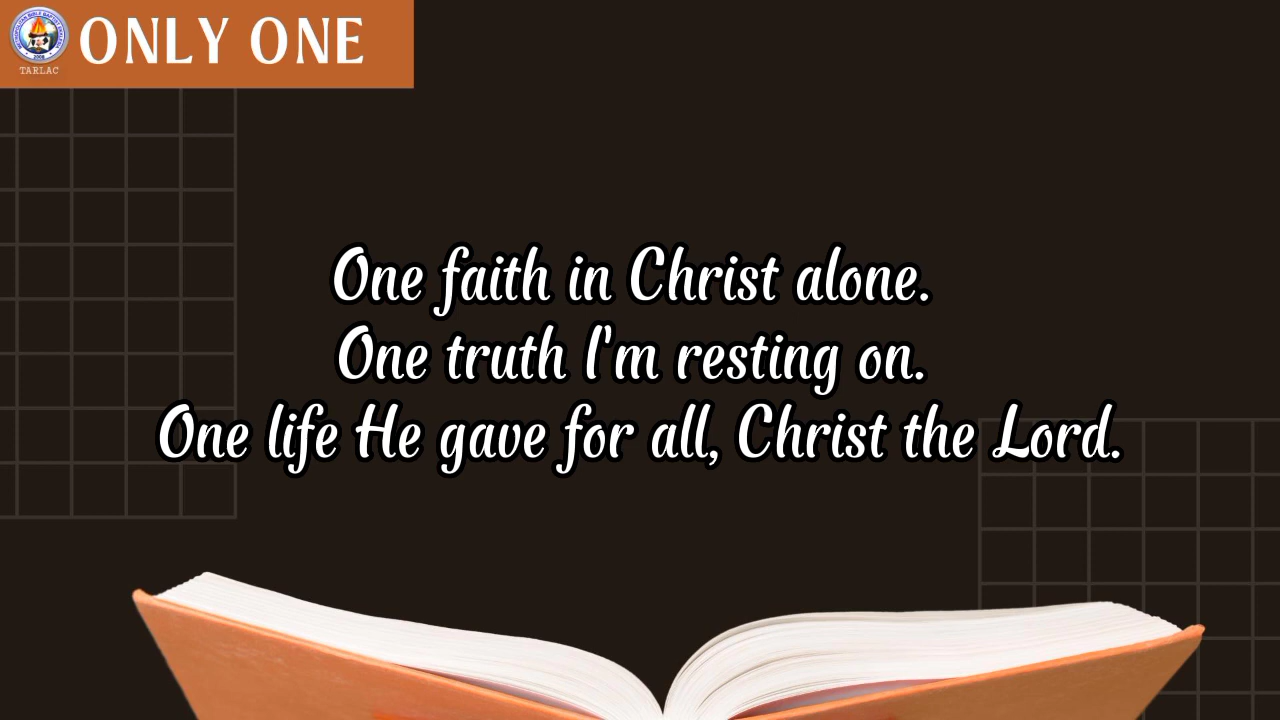 ONLY ONE
TARLAC
One faith in Christ alone.
One truth I'm resting on.
One life He gave for all, Christ the Lord.